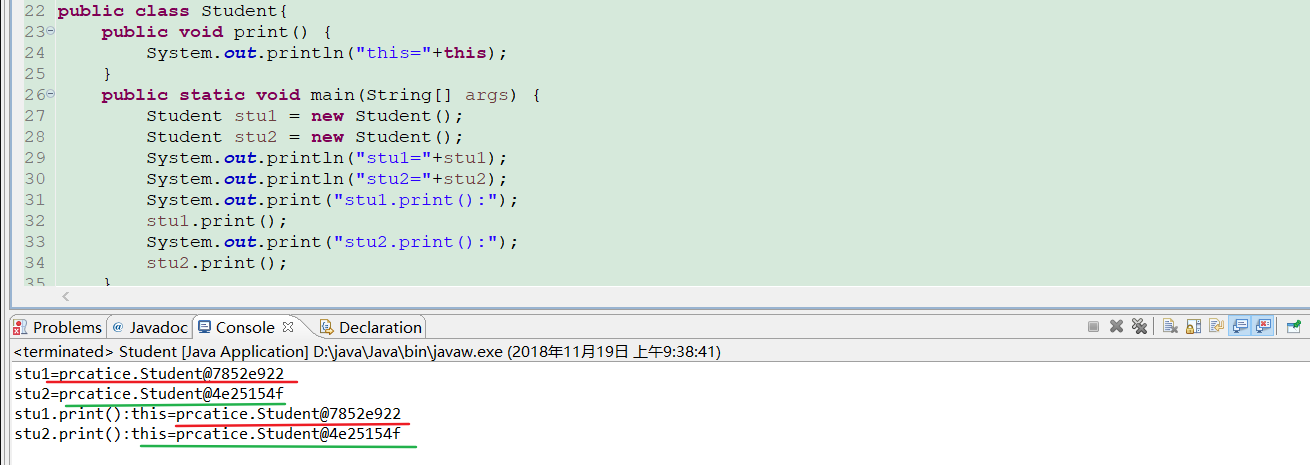 22 public class Student{
23 public void print() {
24 System.out.println("this="+this);
25 }
26 public static void main(String[] args) {
27 Student stu1 = new Student();
28 Student stu2 = new Student();
29 System.out.println("stu1="+stu1);
30 System.out.println("stu2="+stu2);
31 System.out.print("stu1.print():");
32 stu1.print();
33 System.out.print("stu2.print():");
34 stu2.print();
35 }
Problems @ Javadoc Console Declaration
<terminated> Student [Java Application] D:\java\Java\bin\javaw.exe (2018年11月19日 上午9:38:41)
stu1=prcatice.Student@7852e922
stu2=prcatice.Student@4e25154f
stu1.print():this=prcatice.Student@7852e922
stu2.print():this=prcatice.Student@4e25154f